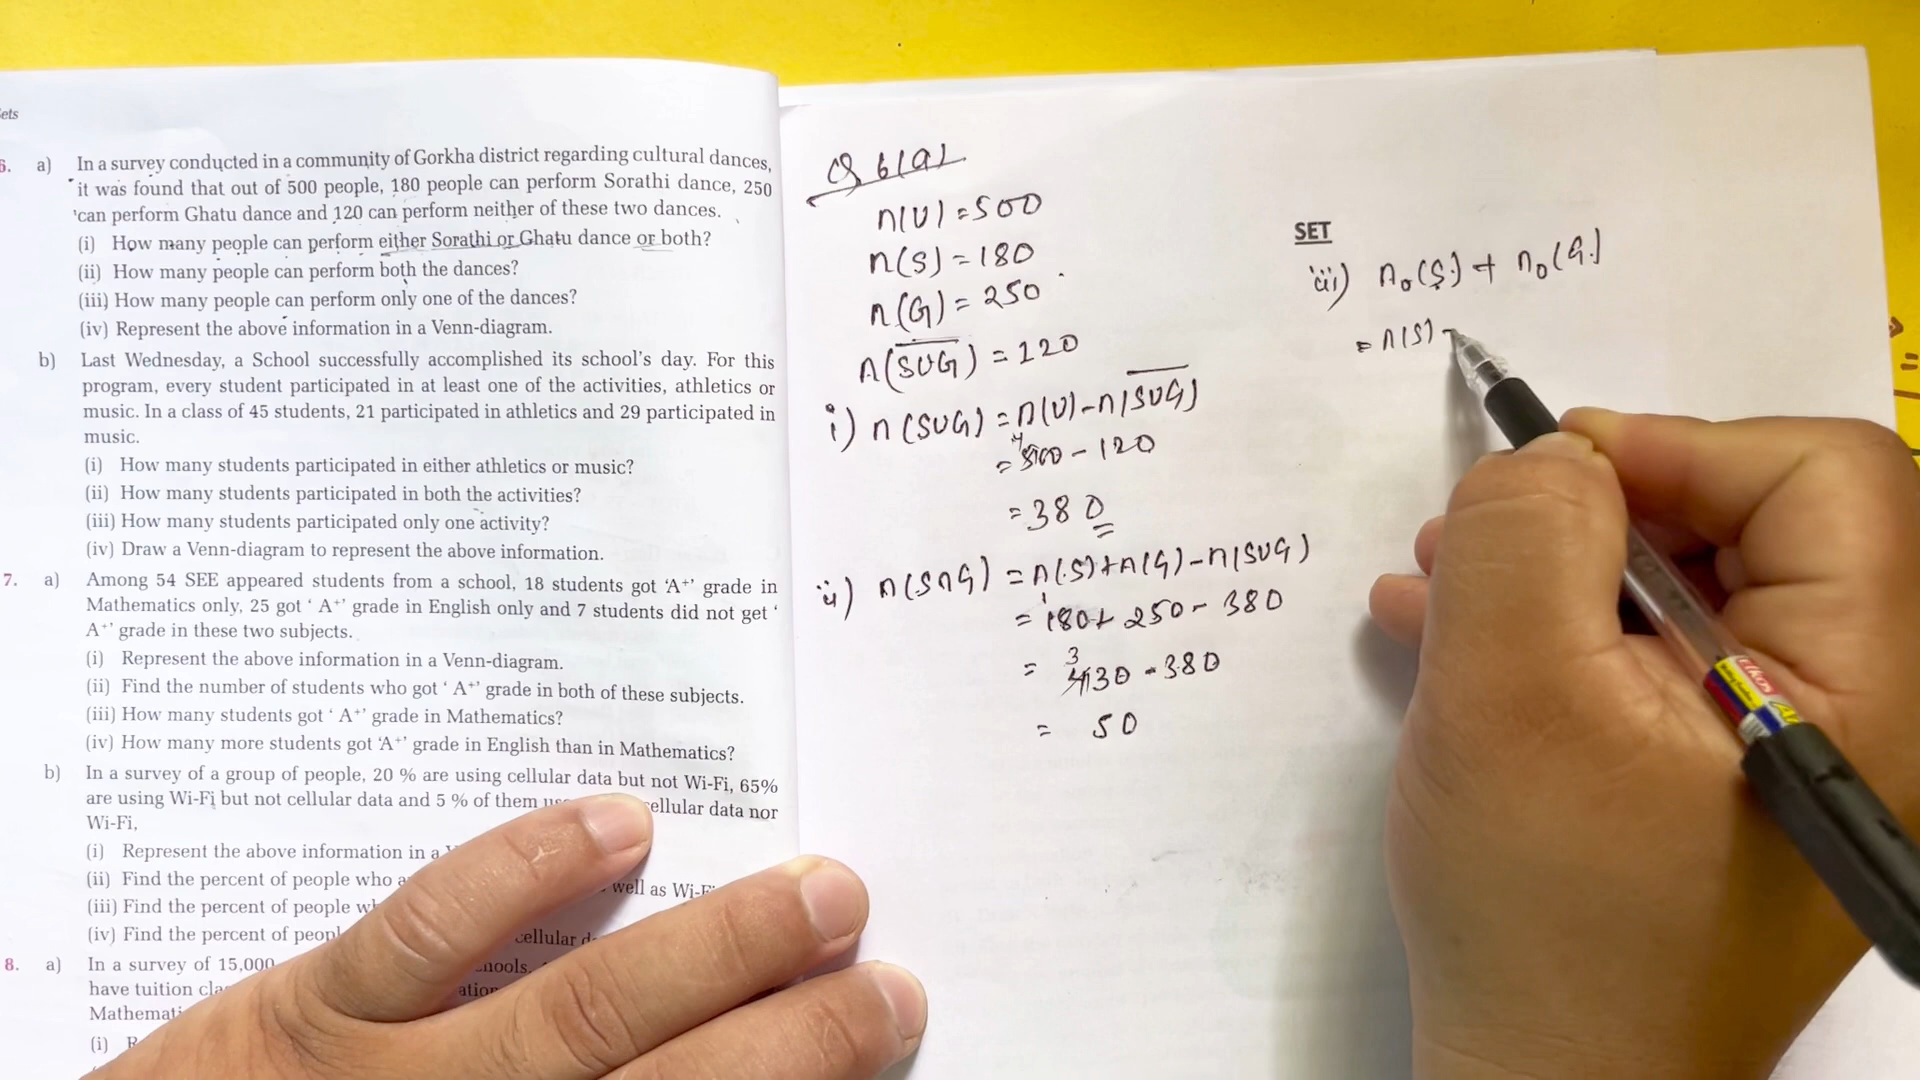 ets
6. a) In a survey conducted in a community of Gorkha district regarding cultural dances,
it was found that out of 500 people, 180 people can perform Sorathi dance, 250
can perform Ghatu dance and 120 can perform neither of these two dances.
(i) How many people can perform either Sorathi or Ghatu dance or both?
(ii) How many people can perform both the dances?
(iii) How many people can perform only one of the dances?
(iv) Represent the above information in a Venn-diagram.
b) Last Wednesday, a School successfully accomplished its school's day. For this
program, every student participated in at least one of the activities, athletics or
music. In a class of 45 students, 21 participated in athletics and 29 participated in
music.
(i) How many students participated in either athletics or music?
(ii) How many students participated in both the activities?
(iii) How many students participated only one activity?
(iv) Draw a Venn-diagram to represent the above information.
7. a) Among 54 SEE appeared students from a school, 18 students got ‘A⁺’ grade in
Mathematics only, 25 got ‘ A⁺’ grade in English only and 7 students did not get ‘
A⁺’ grade in these two subjects.
(i) Represent the above information in a Venn-diagram.
(ii) Find the number of students who got ‘ A⁺’ grade in both of these subjects.
(iii) How many students got ‘ A⁺’ grade in Mathematics?
(iv) How many more students got ‘A⁺’ grade in English than in Mathematics?
b) In a survey of a group of people, 20 % are using cellular data but not Wi-Fi, 65%
are using Wi-Fi but not cellular data and 5 % of them cellular data nor
Wi-Fi,
(i) Represent the above information in a
(ii) Find the percent of people who well as Wi-F
(iii) Find the percent of people
(iv) Find the percent of cellular
8. a) In a survey of 15,000 hools.
have tuition
(i)
Q 6(a)
n(U) = 500
n(S) = 180
n(G) = 250
n(S̅U̅G̅) = 120
i) n(SUG) = n(U) - n(S̅U̅G̅)
= 500 - 120
= 380
ii) n(S∩G) = n(S) + n(G) - n(SUG)
= 180 + 250 - 380
= 430 - 380
= 50
SET
iii) n₀(S) + n₀(G)
= n(S) -